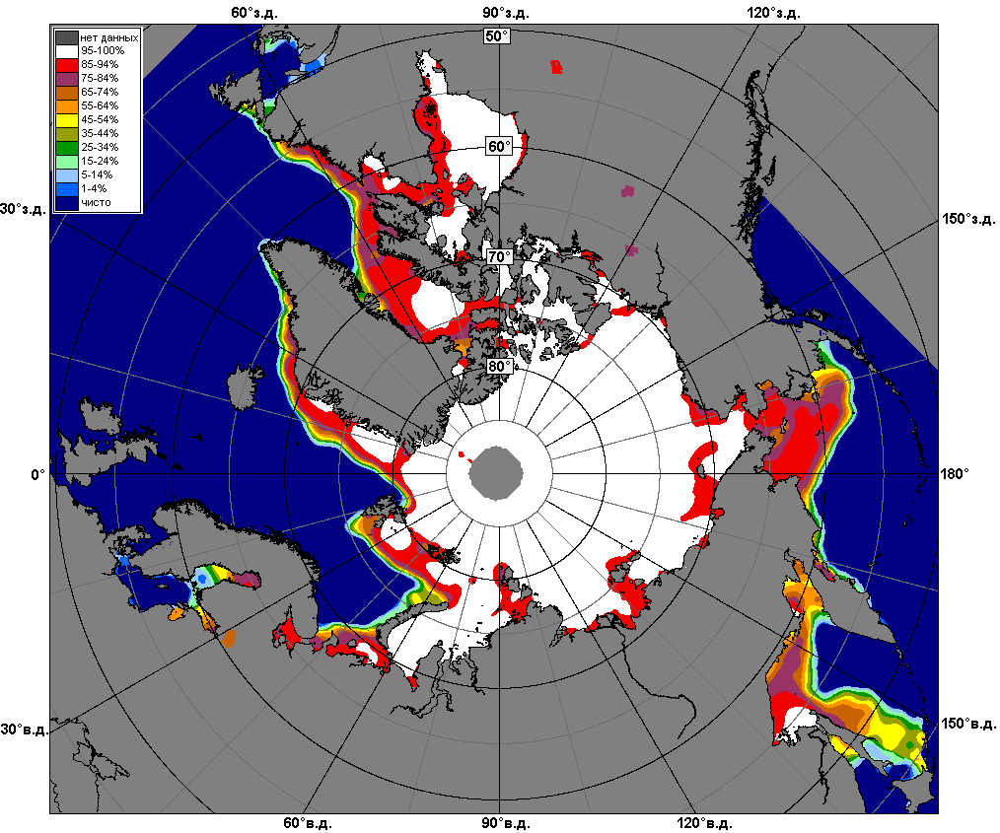 60°з.д.
90°з.д.
120°з.д.
50°
нет данных
95-100%
85-94%
75-84%
65-74%
55-64%
45-54%
35-44%
25-34%
15-24%
5-14%
1-4%
чисто
60°
30°з.д.
150°з.д.
70°
80°
0°
180°
30°в.д.
150°в.д.
60°в.д.
90°в.д.
120°в.д.